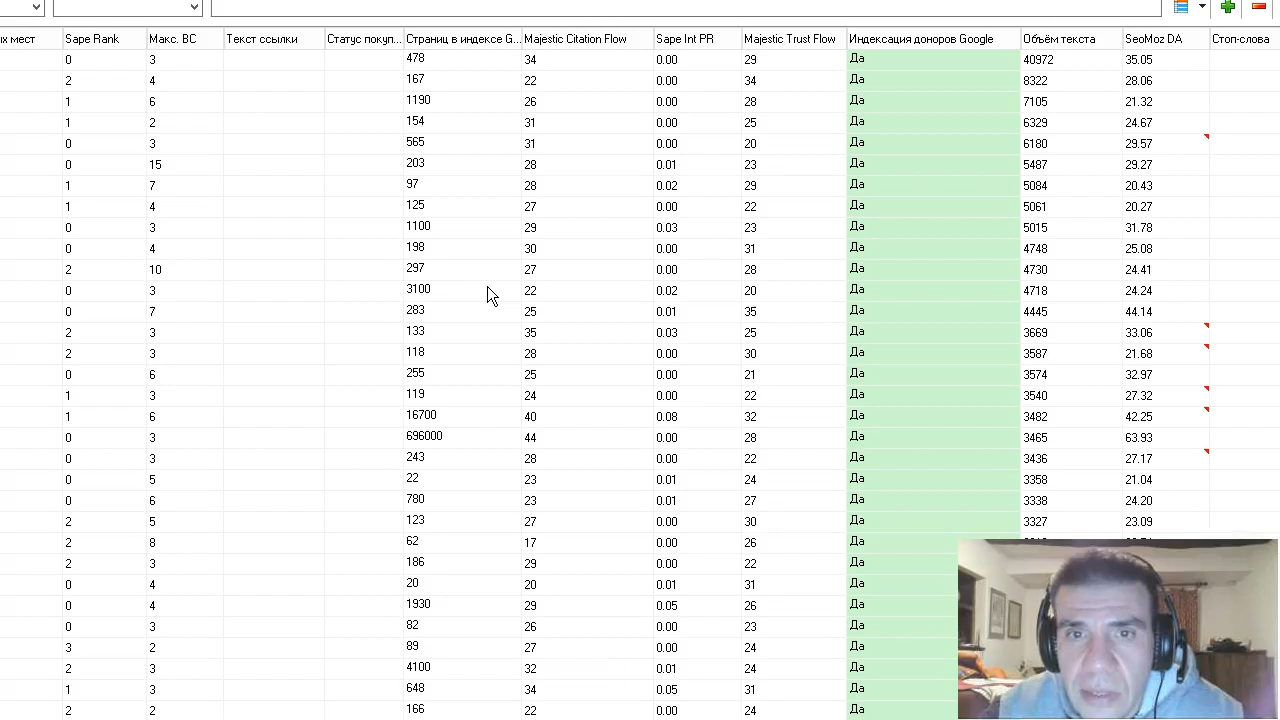 ых мест Sape Rank Макс. ВС Текст ссылки Статус покуп... Страниц в индексе G... Majestic Citation Flow Sape Int PR Majestic Trust Flow Индексация доноров Google Объём текста SeoMoz DA Стоп-слова
0 3 478 34 0.00 29 Да 40972 35.05
2 4 167 22 0.00 34 Да 8322 28.06
1 6 1190 26 0.00 28 Да 7105 21.32
1 2 154 31 0.00 25 Да 6329 24.67
0 3 565 31 0.00 20 Да 6180 29.57
0 15 203 28 0.01 23 Да 5487 29.27
1 7 97 28 0.02 29 Да 5084 20.43
1 4 125 27 0.00 22 Да 5061 20.27
0 3 1100 29 0.03 23 Да 5015 31.78
0 4 198 30 0.00 31 Да 4748 25.08
2 10 297 27 0.00 28 Да 4730 24.41
0 3 3100 22 0.02 20 Да 4718 24.24
0 7 283 25 0.01 35 Да 4445 44.14
2 3 133 35 0.03 25 Да 3669 33.06
2 3 118 28 0.00 30 Да 3587 21.68
0 6 255 25 0.00 21 Да 3574 32.97
1 3 119 24 0.00 22 Да 3540 27.32
1 6 16700 40 0.08 32 Да 3482 42.25
0 3 696000 44 0.00 28 Да 3465 63.93
0 3 243 28 0.00 22 Да 3436 27.17
0 5 22 23 0.01 24 Да 3358 21.04
0 6 780 23 0.01 27 Да 3338 24.20
2 5 123 27 0.00 30 Да 3327 23.09
2 8 62 17 0.00 26 Да
2 3 186 29 0.00 22 Да
0 4 20 20 0.01 31 Да
0 4 1930 29 0.05 26 Да
0 3 82 26 0.00 23 Да
3 2 89 27 0.00 24 Да
2 3 4100 32 0.01 24 Да
1 3 648 34 0.05 31 Да
2 2 166 22 0.00 24 Да